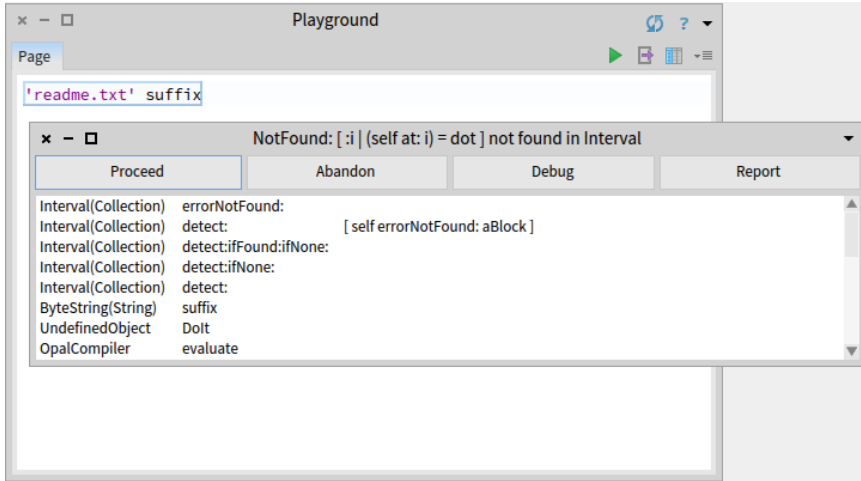 Playground
?
Page
'readme.txt' suffix
NotFound: [ :i | (self at: i) = dot ] not found in Interval
Proceed Abandon Debug Report
Interval(Collection) errorNotFound:
Interval(Collection) detect: [ self errorNotFound: aBlock ]
Interval(Collection) detect:ifFound:ifNone:
Interval(Collection) detect:ifNone:
Interval(Collection) detect:
ByteString(String) suffix
UndefinedObject DoIt
OpalCompiler evaluate